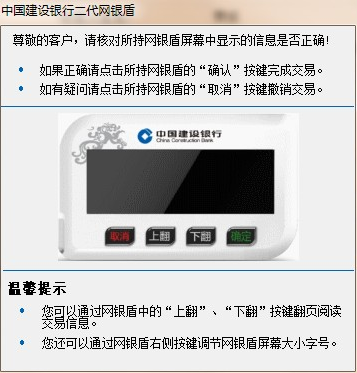 中国建设银行二代网银盾
尊敬的客户，请核对所持网银盾屏幕中显示的信息是否正确！
如果正确请点击所持网银盾的“确认”按键完成交易。
如有疑问请点击所持网银盾的“取消”按键撤销交易。
中国建设银行
China Construction Bank
取消 上翻 下翻 确定
温馨提示
您可以通过网银盾中的“上翻”、“下翻”按键翻页阅读
交易信息。
您还可以通过网银盾右侧按键调节网银盾屏幕大小字号。